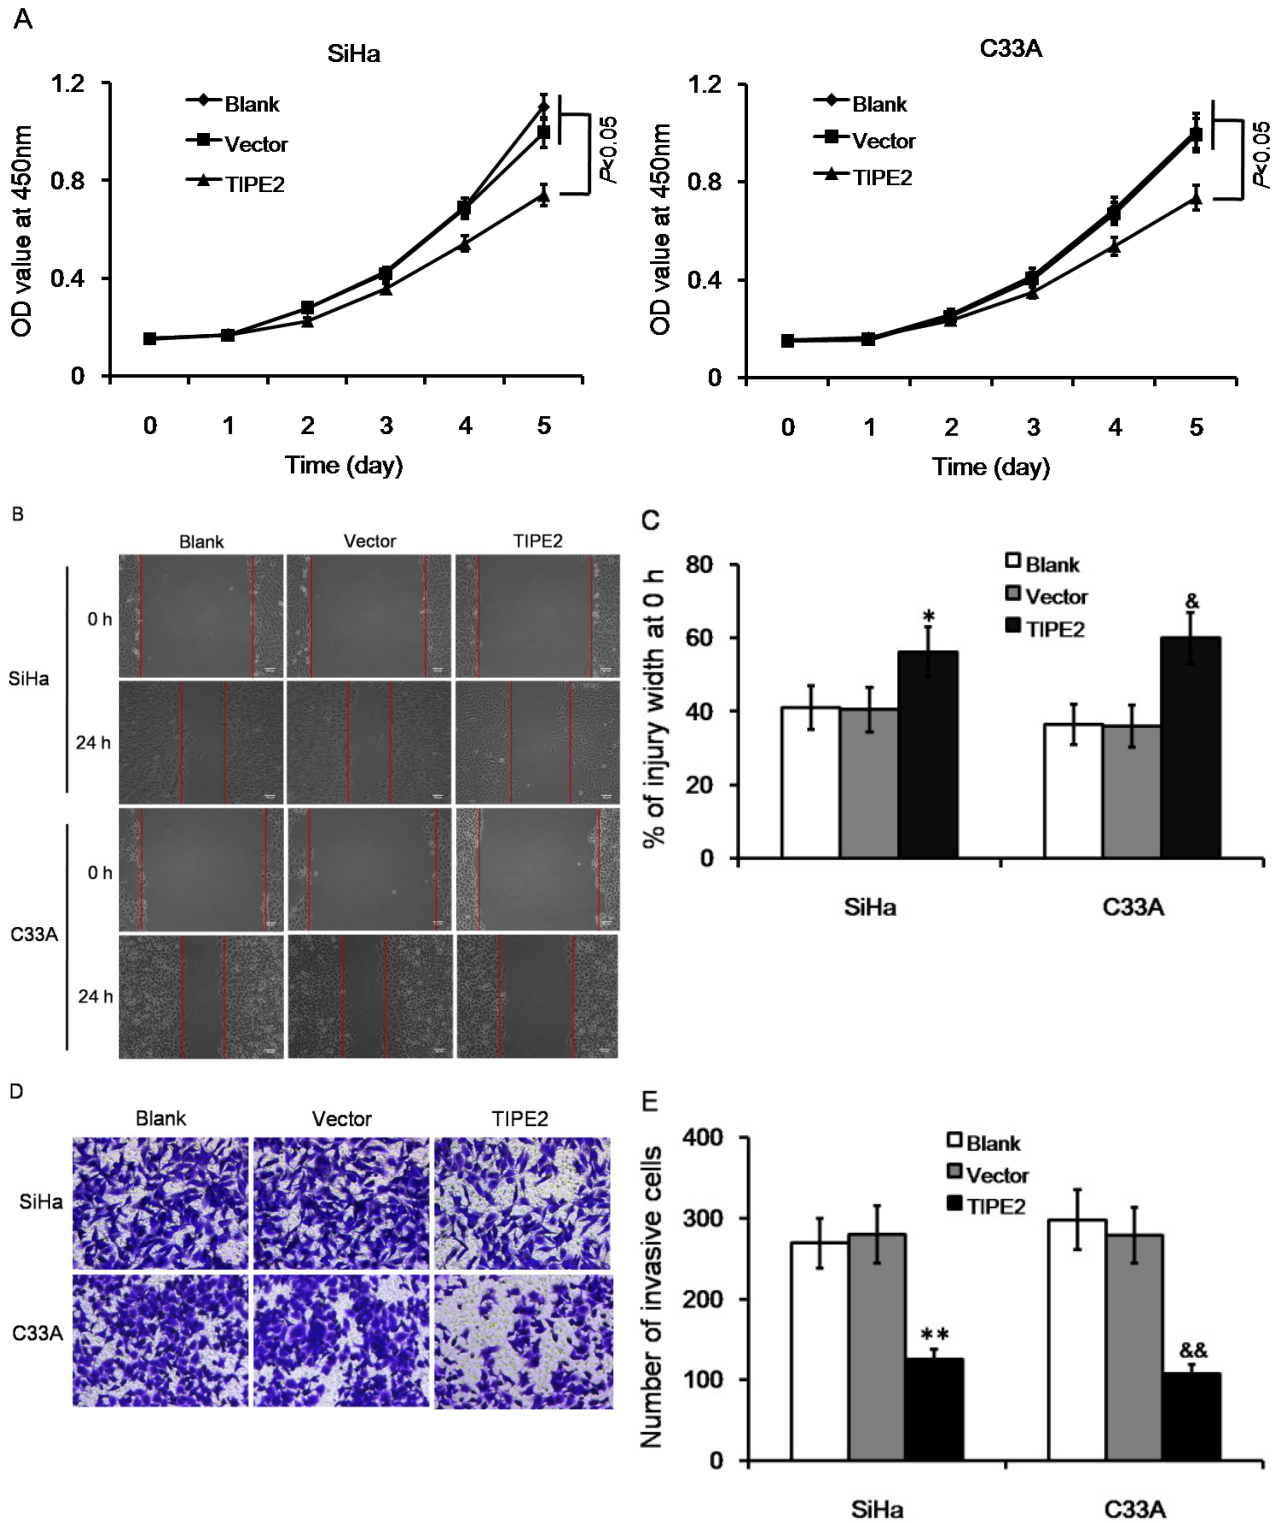 A
SiHa
1.2
0.8
0.4
0
OD value at 450nm
Blank
Vector
TIPE2
P<0.05
0 1 2 3 4 5
Time (day)
C33A
1.2
0.8
0.4
0
OD value at 450nm
Blank
Vector
TIPE2
P<0.05
0 1 2 3 4 5
Time (day)
B
Blank Vector TIPE2
SiHa
0 h
24 h
C33A
0 h
24 h
C
% of injury width at 0 h
80
60
40
20
0
Blank
Vector
TIPE2
*
&
SiHa C33A
D
Blank Vector TIPE2
SiHa
C33A
E
Number of invasive cells
400
300
200
100
0
Blank
Vector
TIPE2
**
&&
SiHa C33A